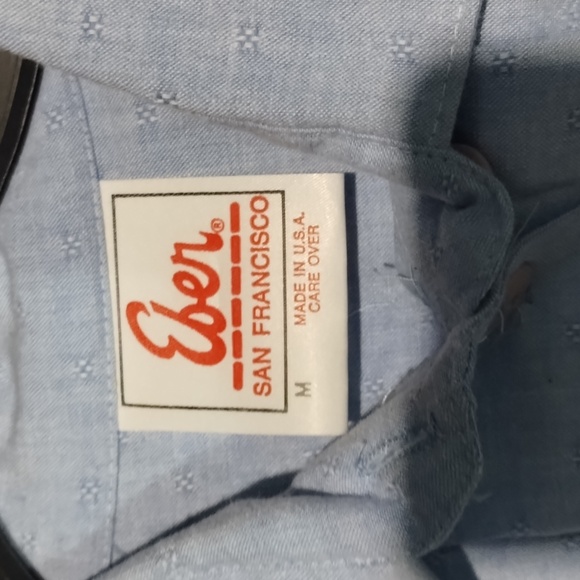 Eber®
SAN FRANCISCO
M
MADE IN U.S.A.
CARE OVER